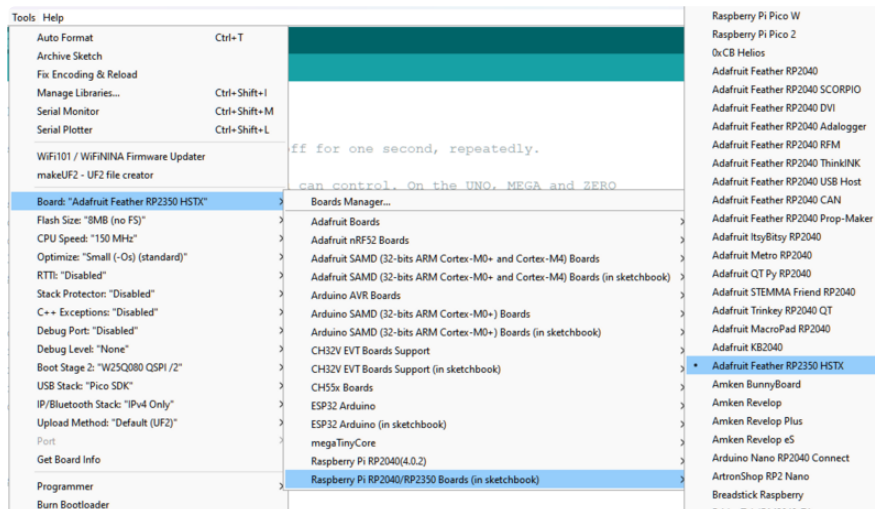 Tools Help
Auto Format Ctrl+T
Archive Sketch
Fix Encoding & Reload
Manage Libraries... Ctrl+Shift+I
Serial Monitor Ctrl+Shift+M
Serial Plotter Ctrl+Shift+L
WiFi101 / WiFiNINA Firmware Updater
makeUF2 - UF2 file creator
Board: "Adafruit Feather RP2350 HSTX"
Flash Size: "8MB (no FS)"
CPU Speed: "150 MHz"
Optimize: "Small (-Os) (standard)"
RTTI: "Disabled"
Stack Protector: "Disabled"
C++ Exceptions: "Disabled"
Debug Port: "Disabled"
Debug Level: "None"
Boot Stage 2: "W25Q080 QSPI /2"
USB Stack: "Pico SDK"
IP/Bluetooth Stack: "IPv4 Only"
Upload Method: "Default (UF2)"
Port
Get Board Info
Programmer
Burn Bootloader
off for one second, repeatedly.
can control. On the UNO, MEGA and ZERO
Boards Manager...
Adafruit Boards
Adafruit nRF52 Boards
Adafruit SAMD (32-bits ARM Cortex-M0+ and Cortex-M4) Boards
Adafruit SAMD (32-bits ARM Cortex-M0+ and Cortex-M4) Boards (in sketchbook)
Arduino AVR Boards
Arduino SAMD (32-bits ARM Cortex-M0+) Boards
Arduino SAMD (32-bits ARM Cortex-M0+) Boards (in sketchbook)
CH32V EVT Boards Support
CH32V EVT Boards Support (in sketchbook)
CH55x Boards
ESP32 Arduino
ESP32 Arduino (in sketchbook)
megaTinyCore
Raspberry Pi RP2040(4.0.2)
Raspberry Pi RP2040/RP2350 Boards (in sketchbook)
Raspberry Pi Pico W
Raspberry Pi Pico 2
0xCB Helios
Adafruit Feather RP2040
Adafruit Feather RP2040 SCORPIO
Adafruit Feather RP2040 DVI
Adafruit Feather RP2040 Adalogger
Adafruit Feather RP2040 RFM
Adafruit Feather RP2040 ThinkINK
Adafruit Feather RP2040 USB Host
Adafruit Feather RP2040 CAN
Adafruit Feather RP2040 Prop-Maker
Adafruit ItsyBitsy RP2040
Adafruit Metro RP2040
Adafruit QT Py RP2040
Adafruit STEMMA Friend RP2040
Adafruit Trinkey RP2040 QT
Adafruit MacroPad RP2040
Adafruit KB2040
Adafruit Feather RP2350 HSTX
Amken BunnyBoard
Amken Revelop
Amken Revelop Plus
Amken Revelop eS
Arduino Nano RP2040 Connect
ArtronShop RP2 Nano
Breadstick Raspberry